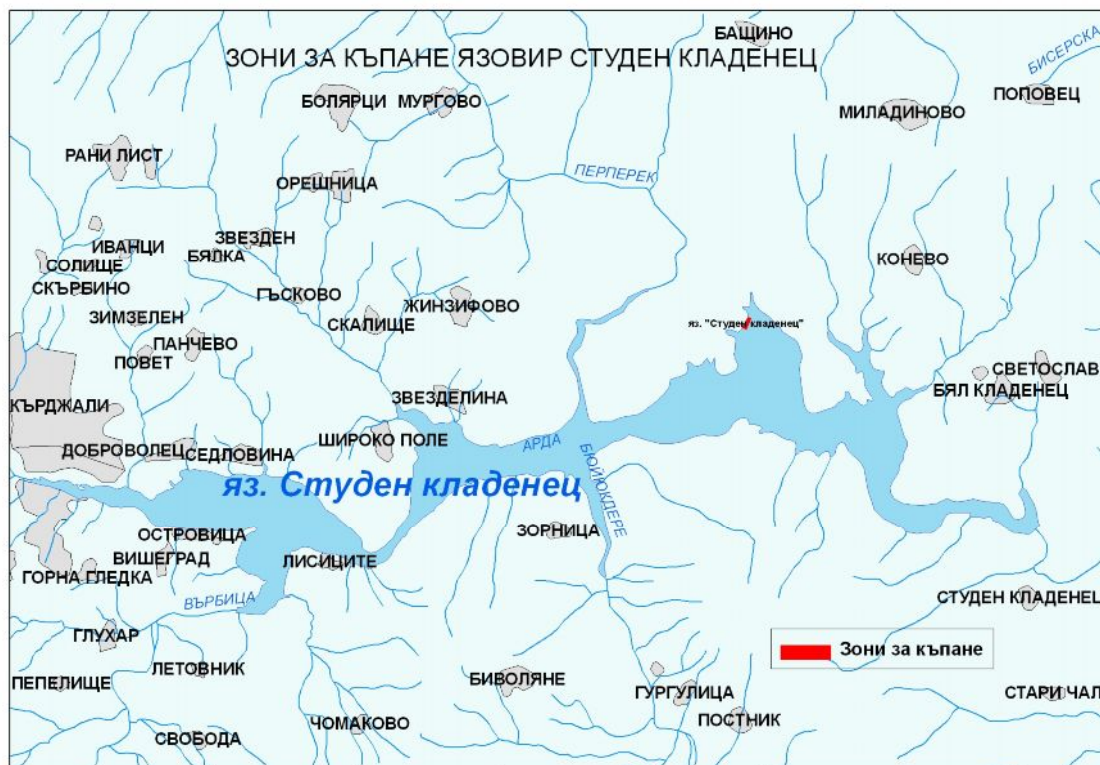 БАЩИНО
ЗОНИ ЗА КЪПАНЕ ЯЗОВИР СТУДЕН КЛАДЕНЕЦ
БИСЕРСКА
ПОПОВЕЦ
БОЛЯРЦИ
МУРГОВО
МИЛАДИНОВО
РАНИ ЛИСТ
ПЕРПЕРЕК
ОРЕШНИЦА
ЗВЕЗДЕН
ИВАНЦИ
БЯЛКА
СОЛИЩЕ
КОНЕВО
СКЪРБИНО
ГЪСКОВО
ЖИНЗИФОВО
ЗИМЗЕЛЕН
СКАЛИЩЕ
яз. "Студен кладенец"
ПАНЧЕВО
ПОВЕТ
СВЕТОСЛАВ
БЯЛ КЛАДЕНЕЦ
ЗВЕЗДЕЛИНА
КЪРДЖАЛИ
ШИРОКО ПОЛЕ
АРДА
ДОБРОВОЛЕЦ
СЕДЛОВИНА
БЮЙЮКДЕРЕ
яз. Студен кладенец
ОСТРОВИЦА
ЗОРНИЦА
ВИШЕГРАД
ЛИСИЦИТЕ
ГОРНА ГЛЕДКА
ВЪРБИЦА
СТУДЕН КЛАДЕНЕЦ
ГЛУХАР
Зони за къпане
ЛЕТОВНИК
ПЕПЕЛИЩЕ
БИВОЛЯНЕ
ГУРГУЛИЦА
СТАРИ ЧАЛ
ЧОМАКОВО
ПОСТНИК
СВОБОДА